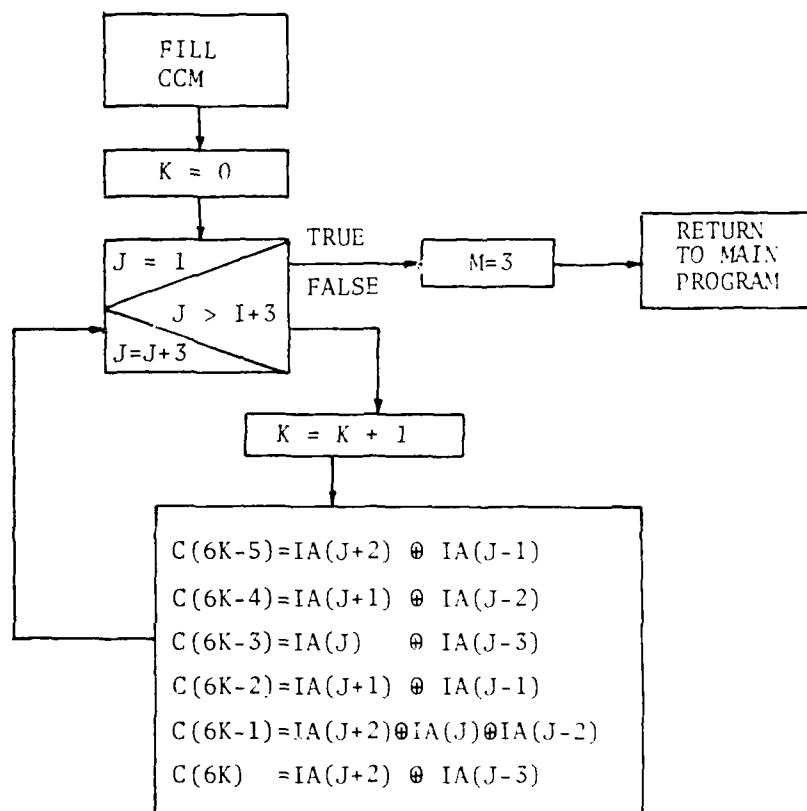 FILL
CCM
K = 0
J = 1
J > I+3
J=J+3
TRUE
FALSE
M=3
RETURN
TO MAIN
PROGRAM
K = K + 1
C(6K-5)=IA(J+2) ⊕ IA(J-1)
C(6K-4)=IA(J+1) ⊕ IA(J-2)
C(6K-3)=IA(J) ⊕ IA(J-3)
C(6K-2)=IA(J+1) ⊕ IA(J-1)
C(6K-1)=IA(J+2)⊕IA(J)⊕IA(J-2)
C(6K) =IA(J+2) ⊕ IA(J-3)